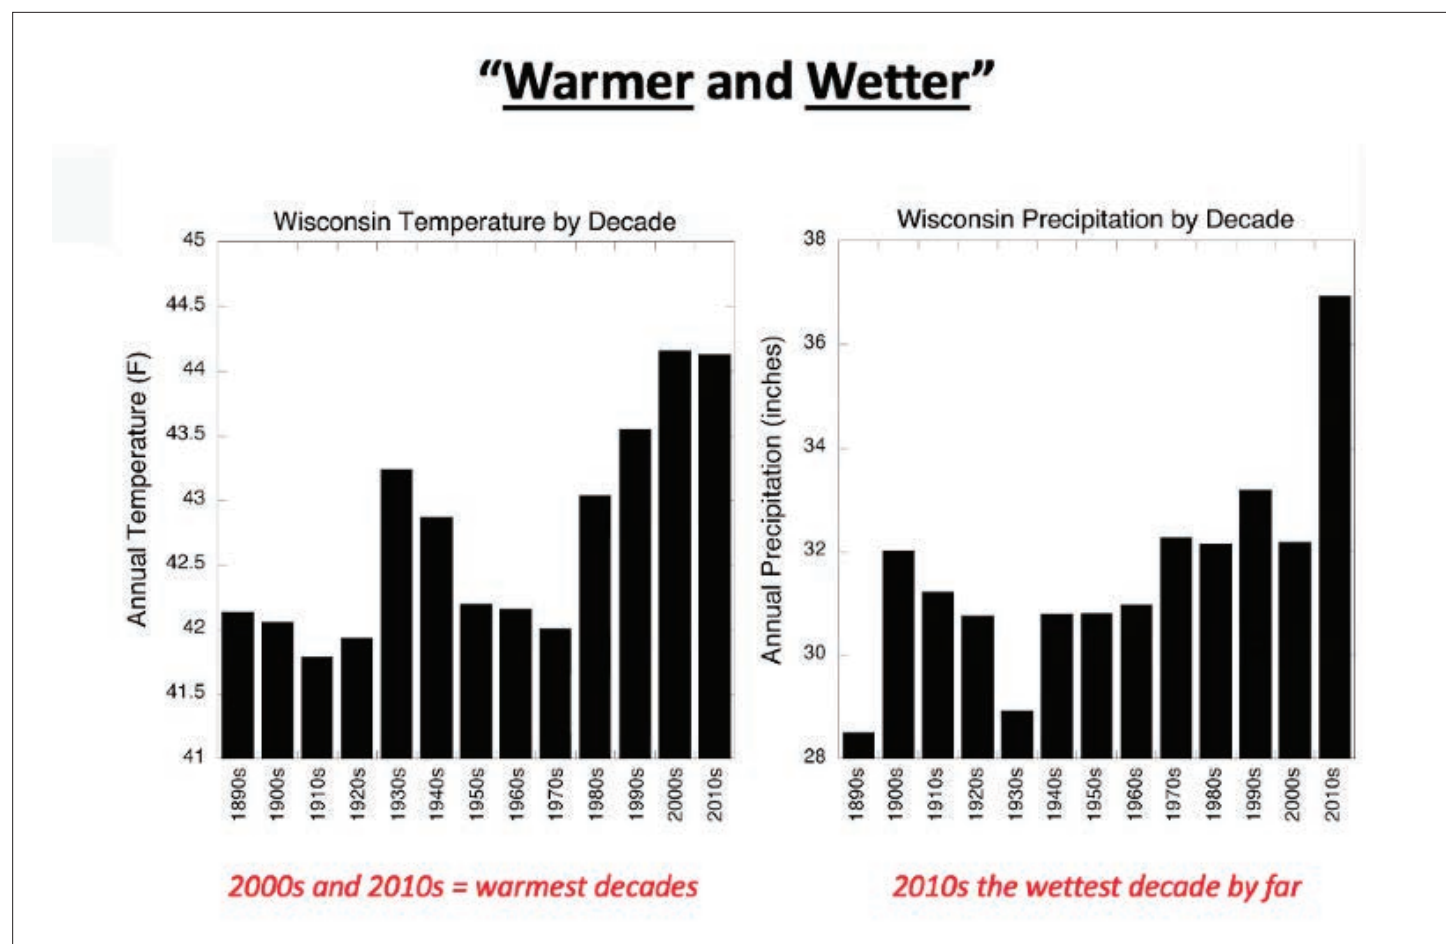 “Warmer and Wetter”
Wisconsin Temperature by Decade
Annual Temperature (F)
45
44.5
44
43.5
43
42.5
42
41.5
41
1890s
1900s
1910s
1920s
1930s
1940s
1950s
1960s
1970s
1980s
1990s
2000s
2010s
2000s and 2010s = warmest decades
Wisconsin Precipitation by Decade
Annual Precipitation (inches)
38
36
34
32
30
28
1890s
1900s
1910s
1920s
1930s
1940s
1950s
1960s
1970s
1980s
1990s
2000s
2010s
2010s the wettest decade by far